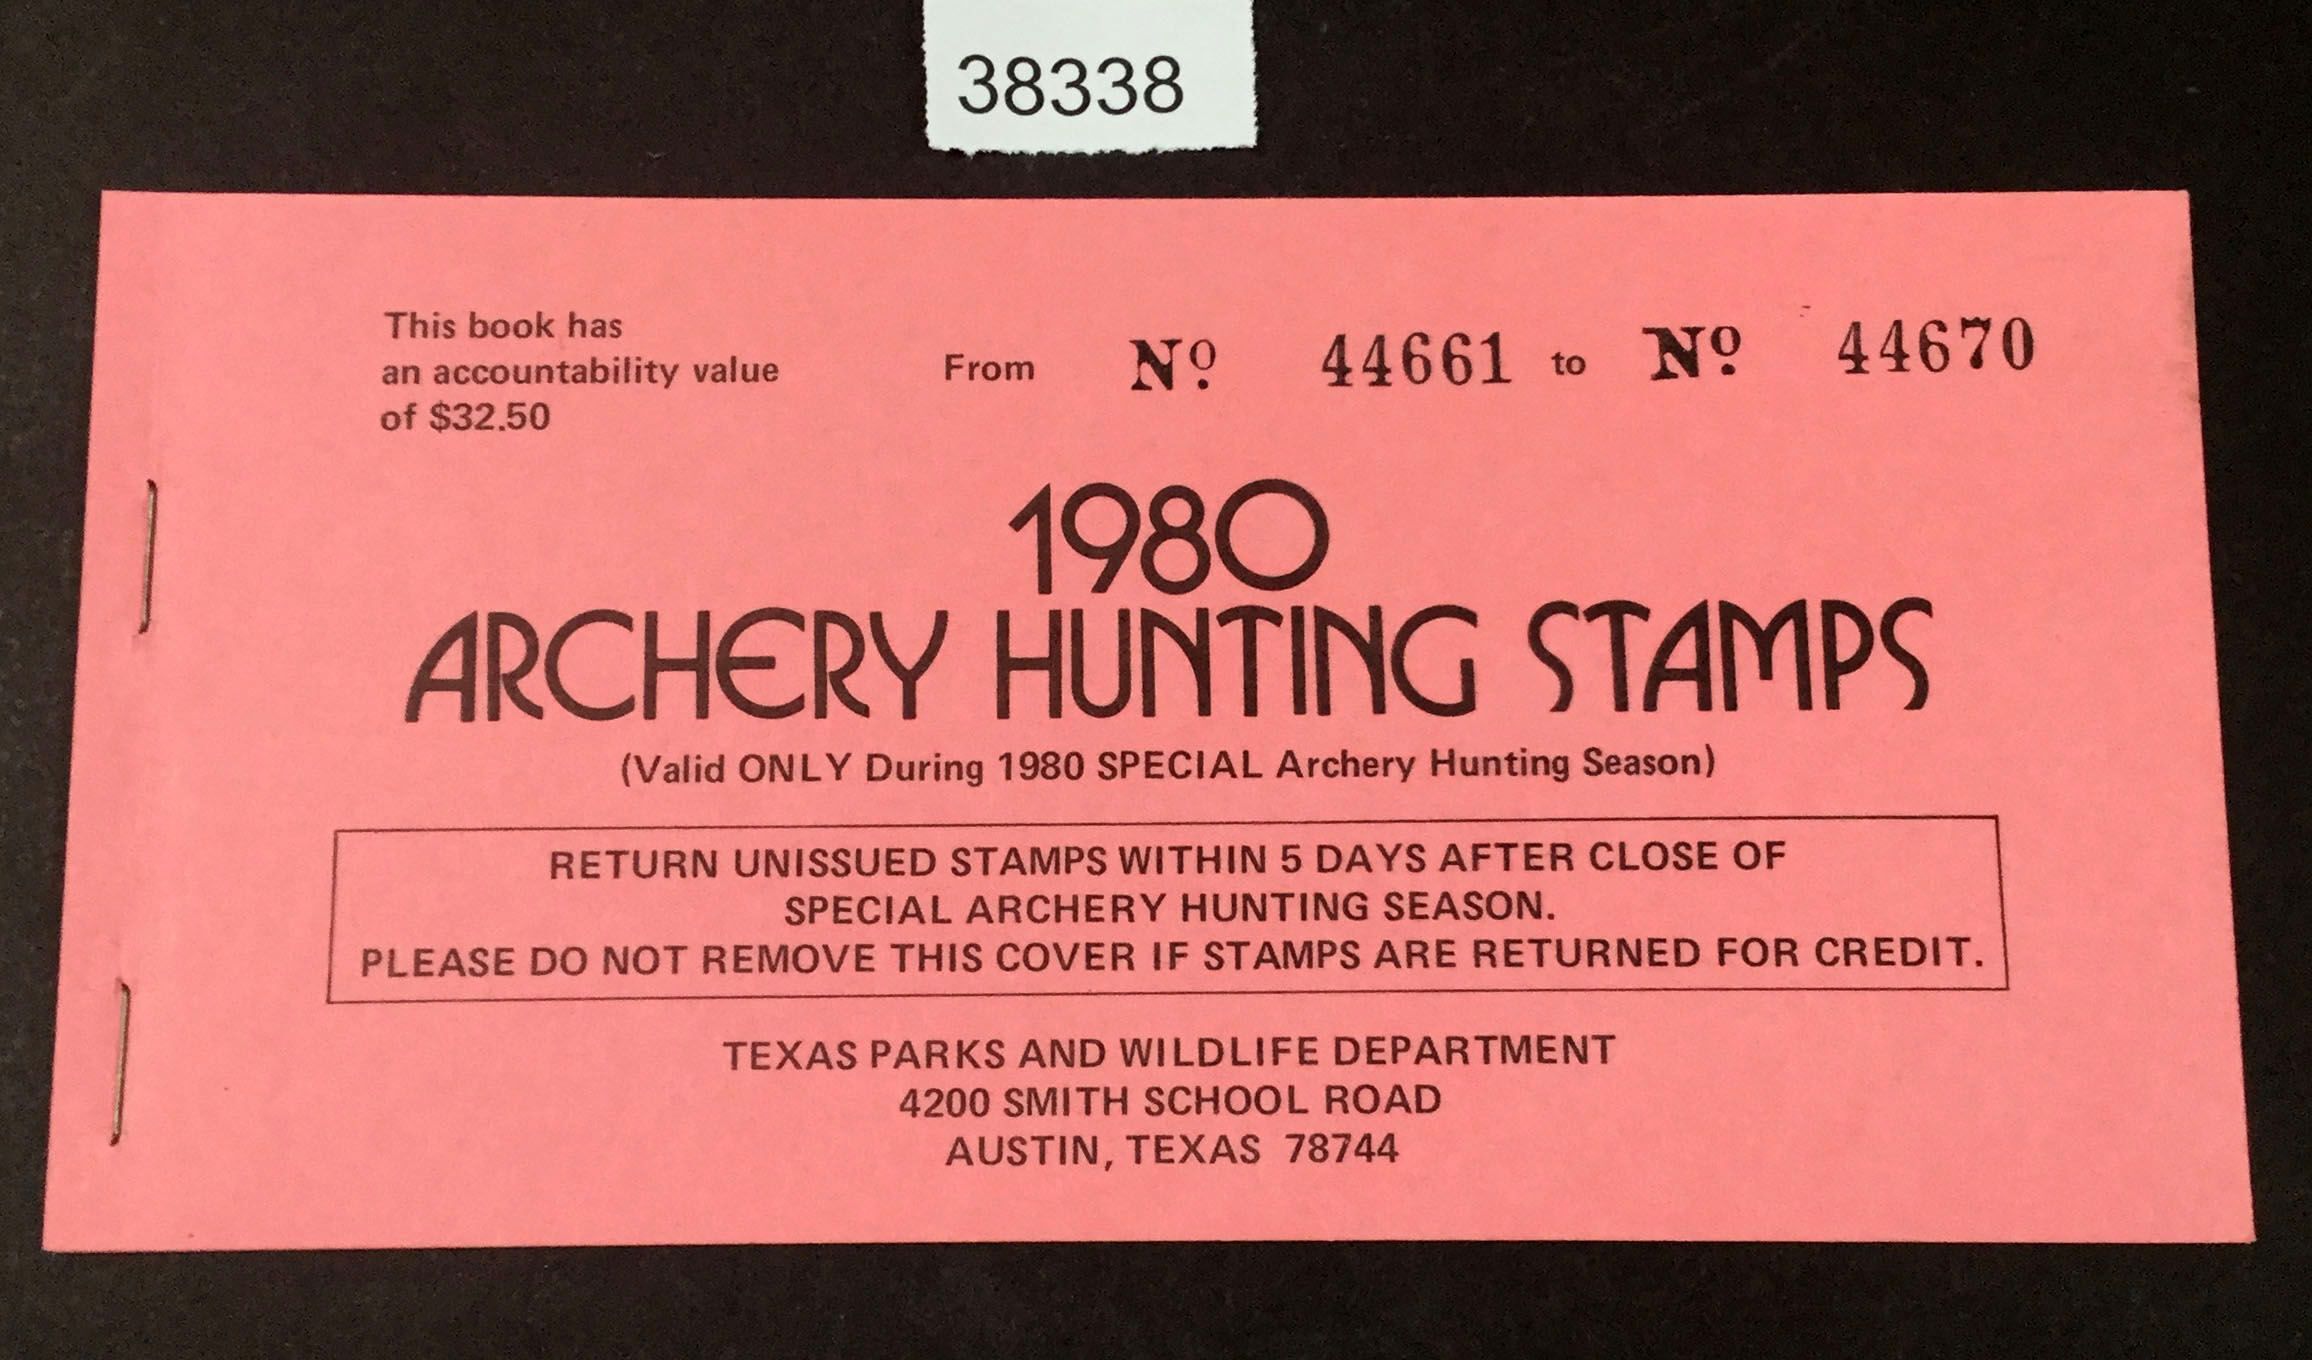 38338
This book has
an accountability value
of $32.50
From Nº 44661 to Nº 44670
1980
ARCHERY HUNTING STAMPS
(Valid ONLY During 1980 SPECIAL Archery Hunting Season)
RETURN UNISSUED STAMPS WITHIN 5 DAYS AFTER CLOSE OF
SPECIAL ARCHERY HUNTING SEASON.
PLEASE DO NOT REMOVE THIS COVER IF STAMPS ARE RETURNED FOR CREDIT.
TEXAS PARKS AND WILDLIFE DEPARTMENT
4200 SMITH SCHOOL ROAD
AUSTIN, TEXAS 78744